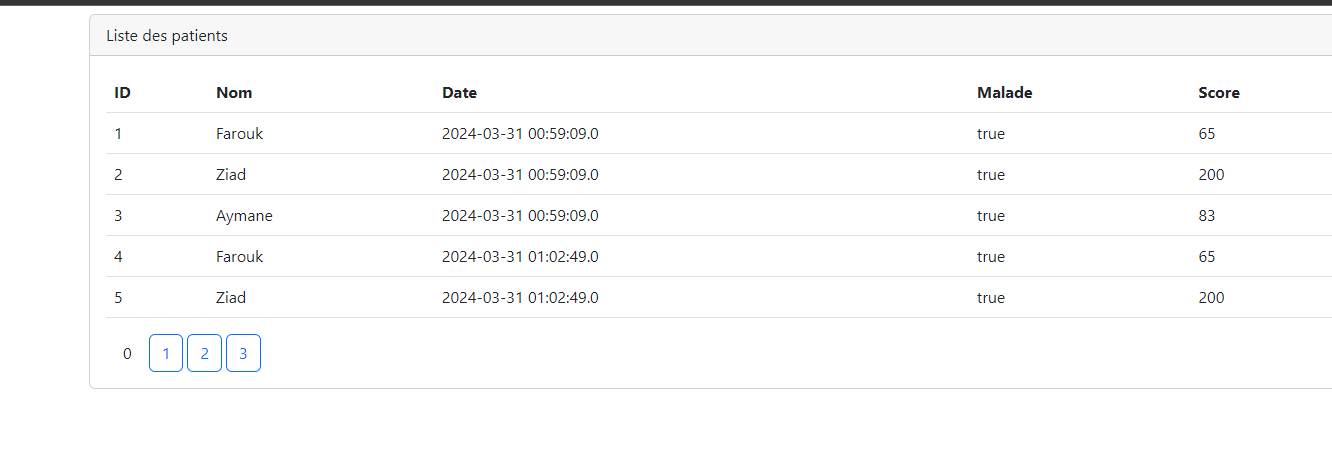 Liste des patients
ID Nom Date Malade Score
1 Farouk 2024-03-31 00:59:09.0 true 65
2 Ziad 2024-03-31 00:59:09.0 true 200
3 Aymane 2024-03-31 00:59:09.0 true 83
4 Farouk 2024-03-31 01:02:49.0 true 65
5 Ziad 2024-03-31 01:02:49.0 true 200
0 1 2 3